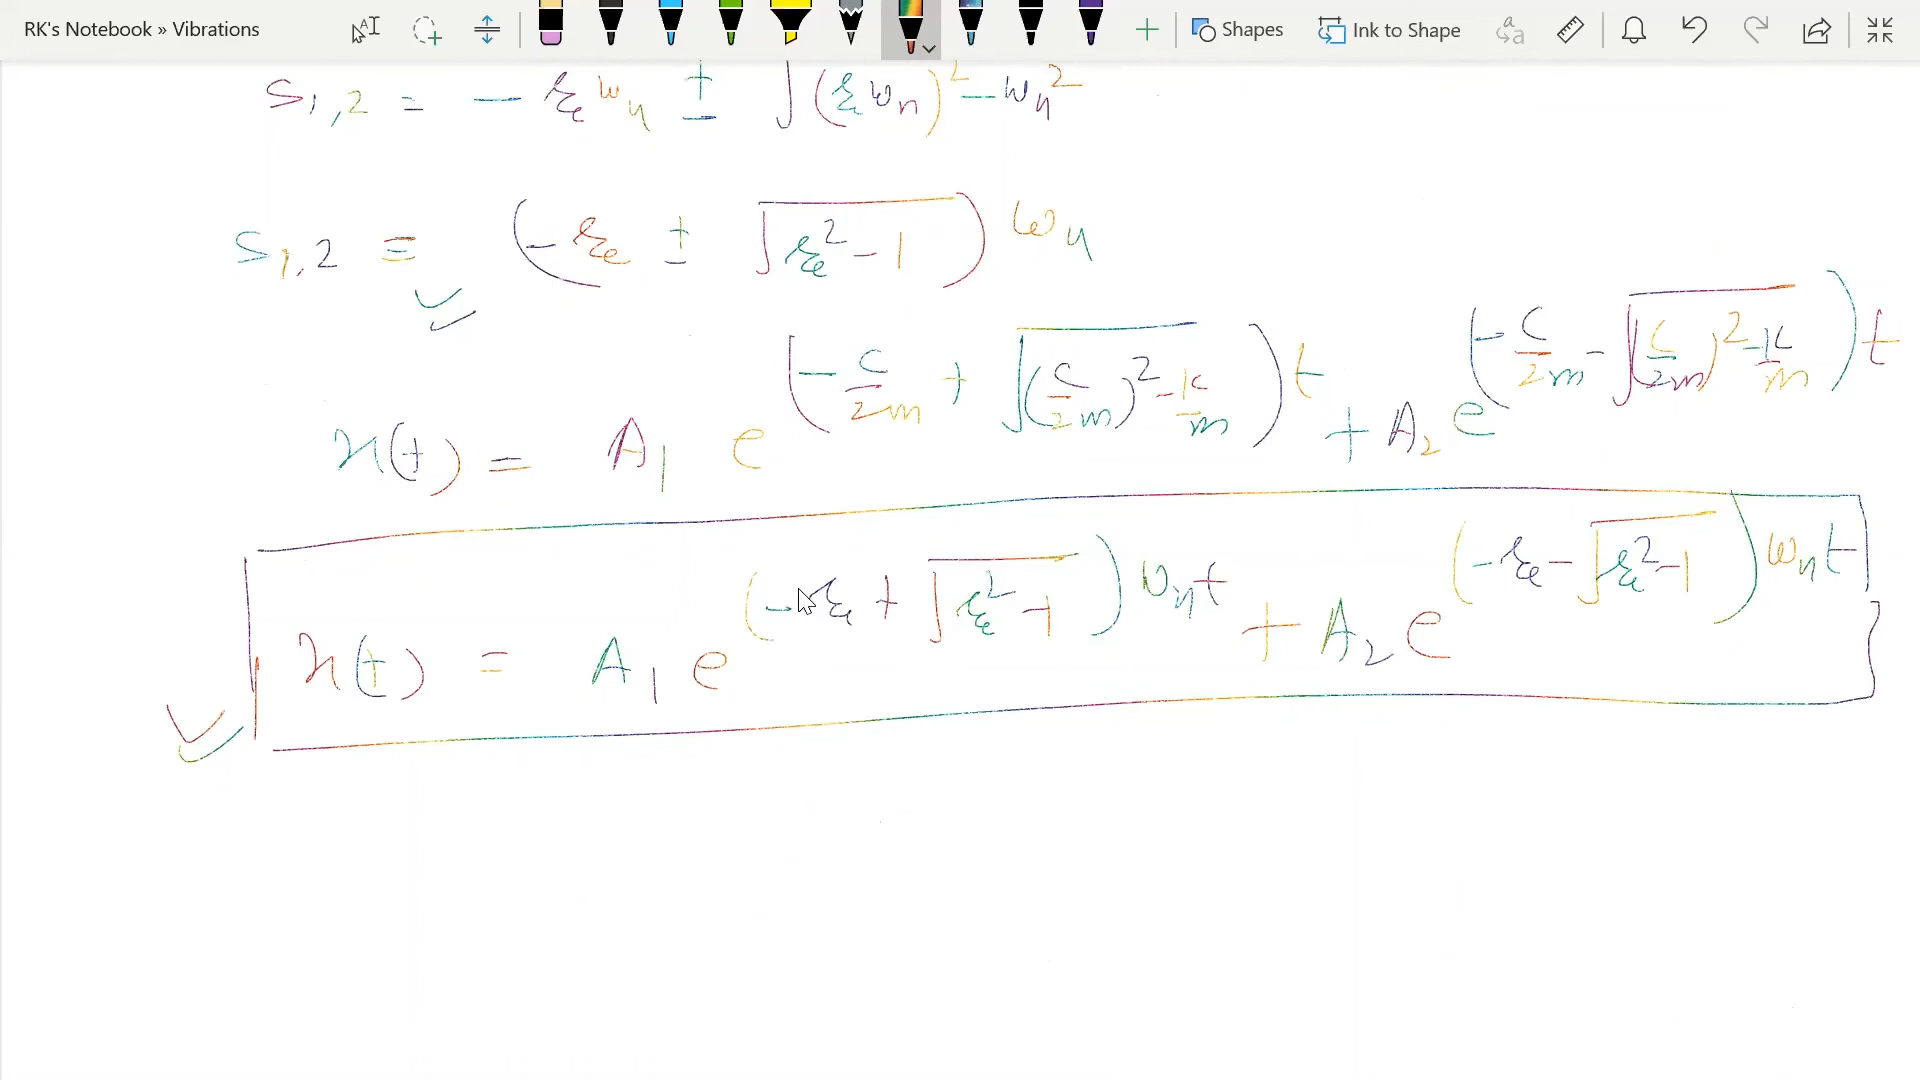 RK's Notebook » Vibrations
Shapes
Ink to Shape
S₁,₂ = - ξωₙ ± √(ξωₙ)² - ωₙ²
S₁,₂ = (-ξ ± √(ξ² - 1)) ωₙ
x(t) = A₁ e^(-c/2m + √((c/2m)² - k/m))t + A₂ e^(-c/2m - √((c/2m)² - k/m))t
x(t) = A₁ e^(-ξ + √(ξ² - 1))ωₙt + A₂ e^(-ξ - √(ξ² - 1))ωₙt